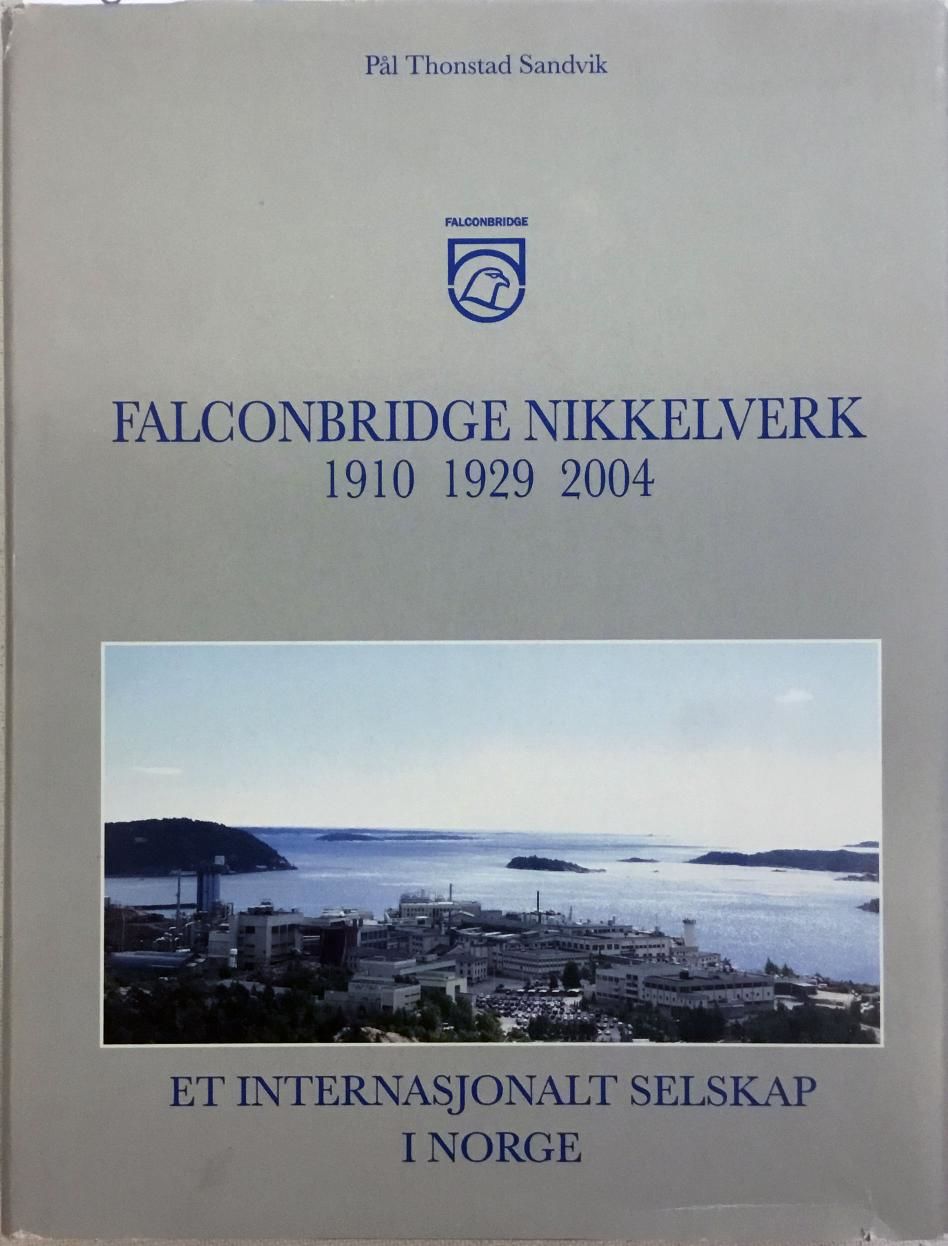 Pål Thonstad Sandvik
FALCONBRIDGE
FALCONBRIDGE NIKKELVERK
1910 1929 2004
ET INTERNASJONALT SELSKAP
I NORGE